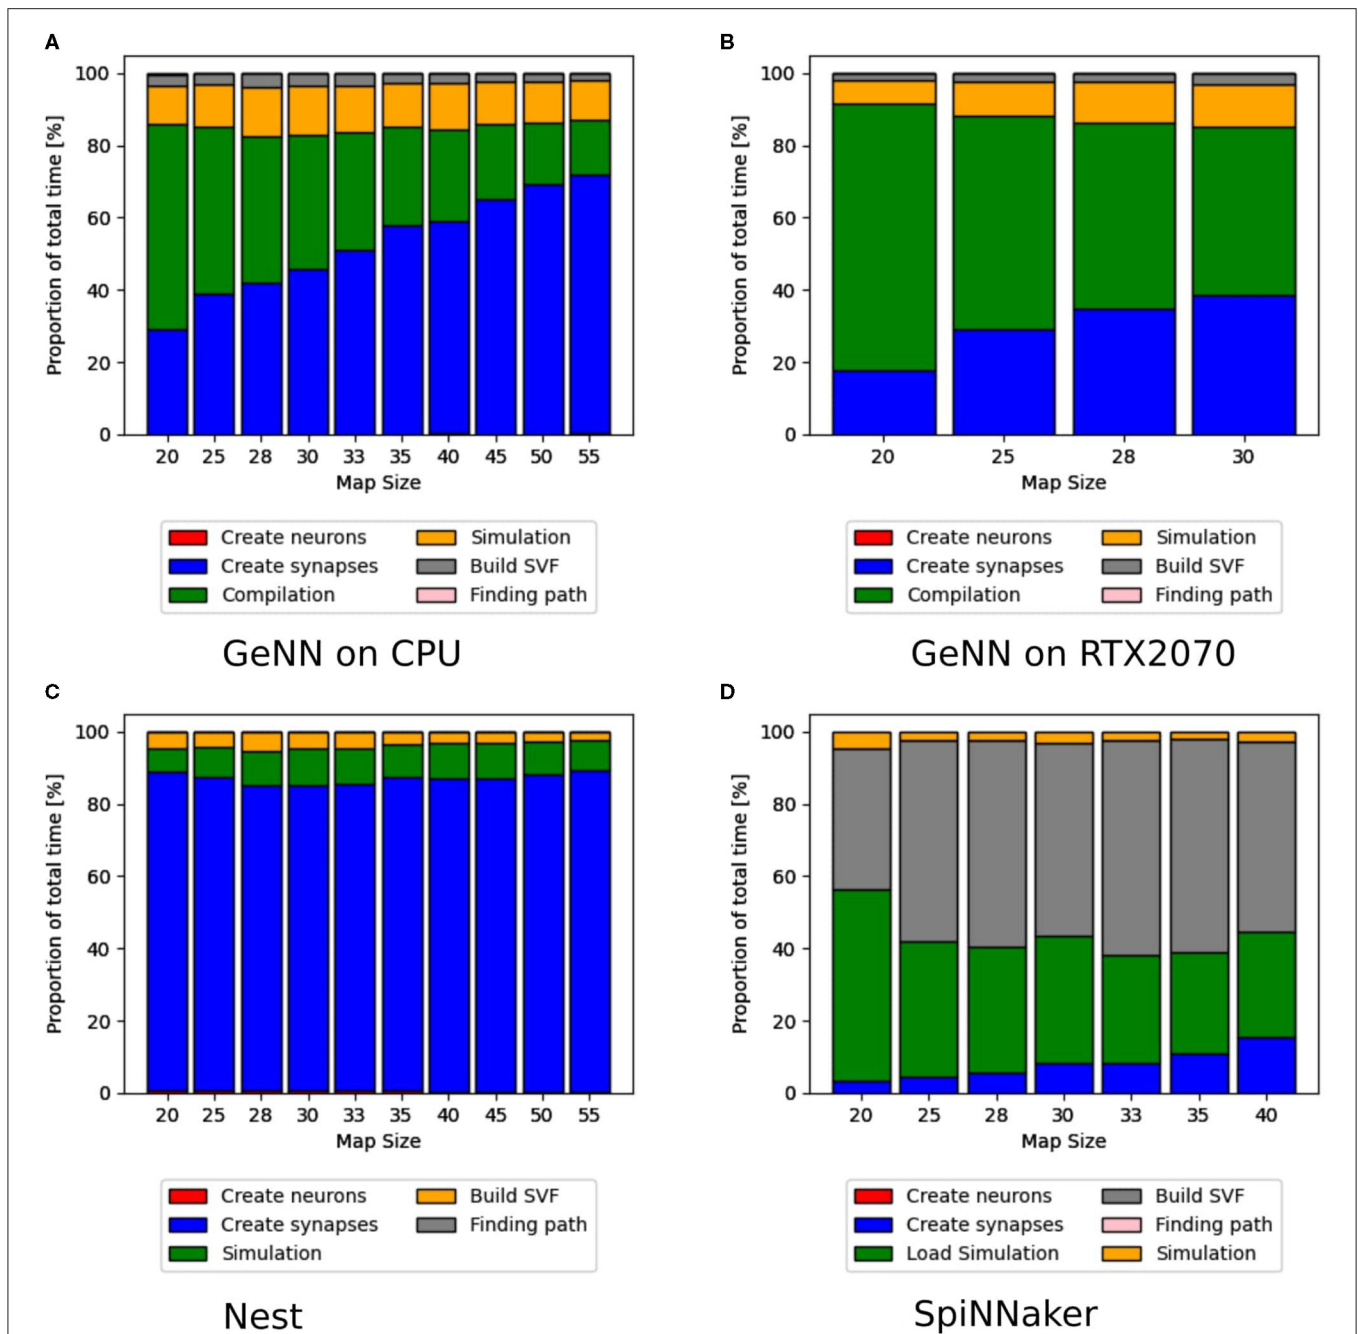 A
Proportion of total time [%]
100
80
60
40
20
0
20 25 28 30 33 35 40 45 50 55
Map Size
Create neurons Simulation
Create synapses Build SVF
Compilation Finding path
GeNN on CPU
B
Proportion of total time [%]
100
80
60
40
20
0
20 25 28 30
Map Size
Create neurons Simulation
Create synapses Build SVF
Compilation Finding path
GeNN on RTX2070
C
Proportion of total time [%]
100
80
60
40
20
0
20 25 28 30 33 35 40 45 50 55
Map Size
Create neurons Build SVF
Create synapses Finding path
Simulation
Nest
D
Proportion of total time [%]
100
80
60
40
20
0
20 25 28 30 33 35 40
Map Size
Create neurons Build SVF
Create synapses Finding path
Load Simulation Simulation
SpiNNaker